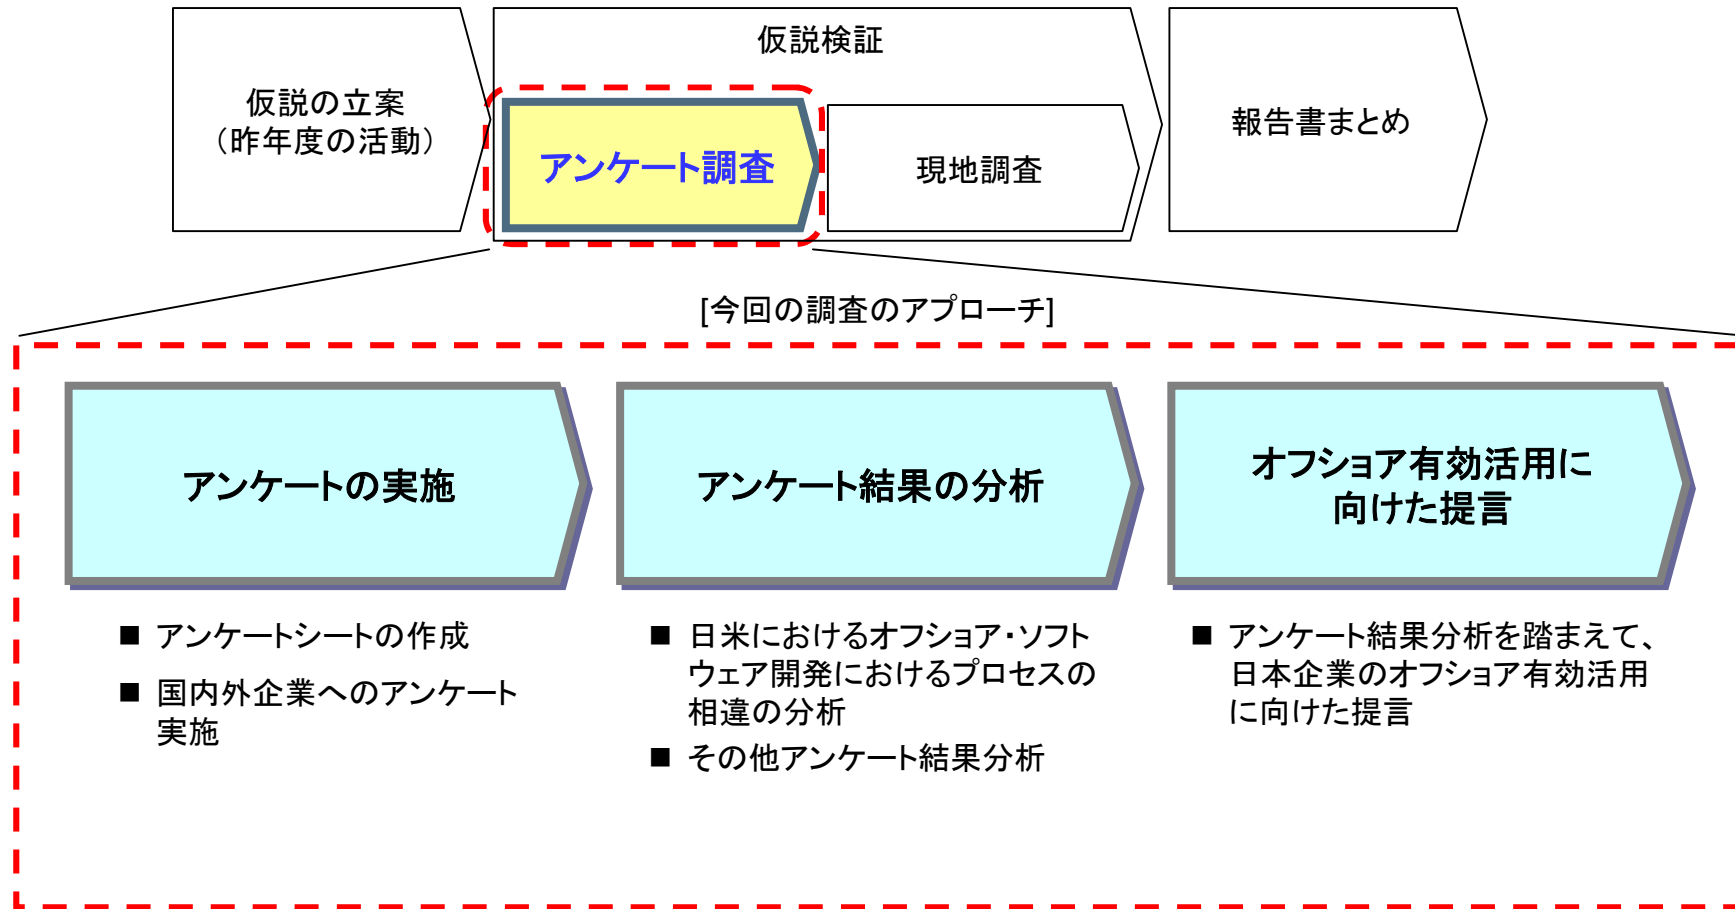 仮説の立案
(昨年度の活動)
仮説検証
アンケート調査
現地調査
報告書まとめ
[今回の調査のアプローチ]
アンケートの実施
アンケート結果の分析
オフショア有効活用に
向けた提言
■ アンケートシートの作成
■ 国内外企業へのアンケート
実施
■ 日米におけるオフショア・ソフト
ウェア開発におけるプロセスの
相違の分析
■ その他アンケート結果分析
■ アンケート結果分析を踏まえて、
日本企業のオフショア有効活用
に向けた提言